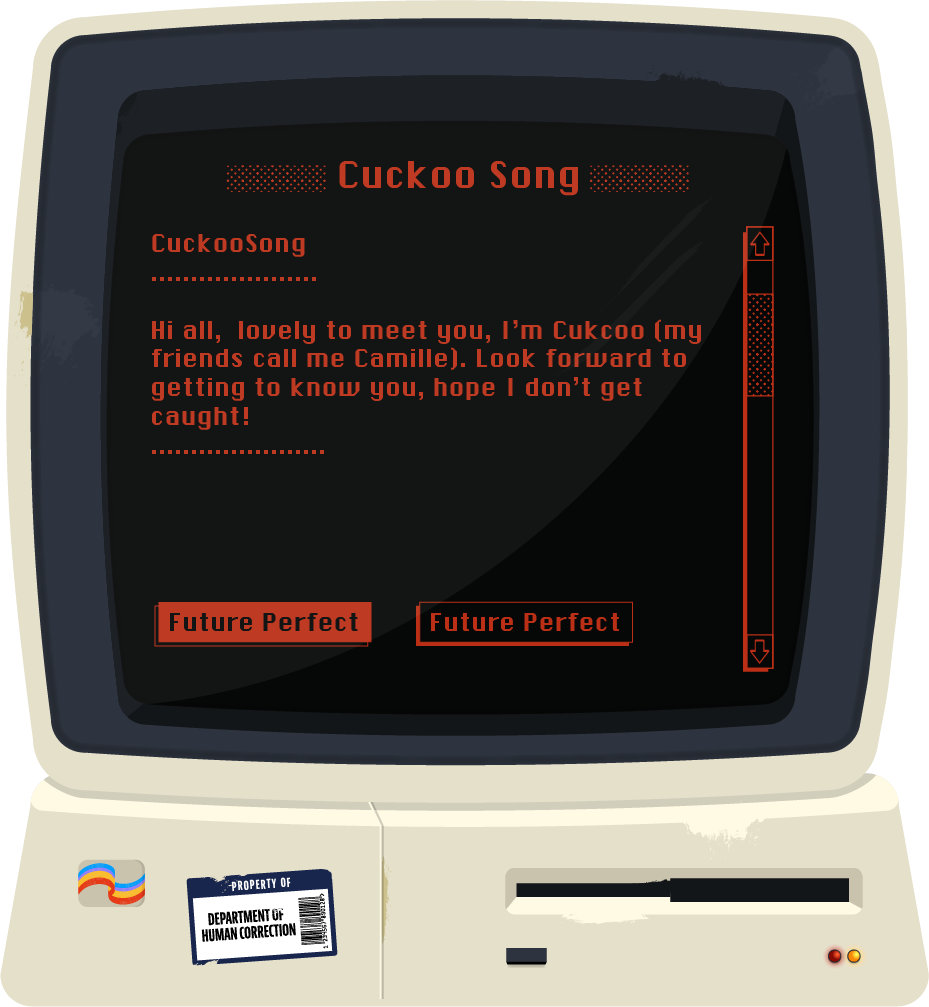 Cuckoo Song
CuckooSong
Hi all, lovely to meet you, I'm Cukcoo (my
friends call me Camille). Look forward to
getting to know you, hope I don't get
caught!
Future Perfect
Future Perfect
PROPERTY OF
DEPARTMENT OF
HUMAN CORRECTION